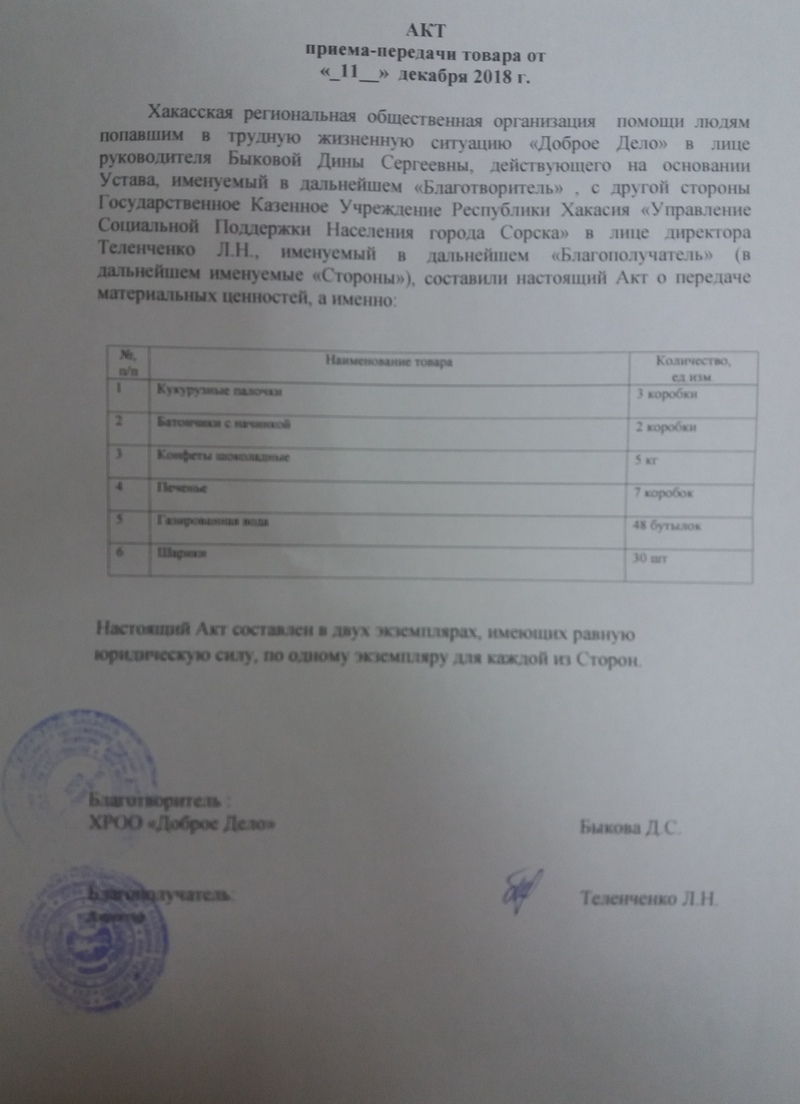 АКТ
приема-передачи товара от
«_11__» декабря 2018 г.
Хакасская региональная общественная организация помощи людям
попавшим в трудную жизненную ситуацию «Доброе Дело» в лице
руководителя Быковой Дины Сергеевны, действующего на основании
Устава, именуемый в дальнейшем «Благотворитель» , с другой стороны
Государственное Казенное Учреждение Республики Хакасия «Управление
Социальной Поддержки Населения города Сорска» в лице директора
Теленченко Л.Н., именуемый в дальнейшем «Благополучатель» (в
дальнейшем именуемые «Стороны»), составили настоящий Акт о передаче
материальных ценностей, а именно:
№, п/п Наименование товара Количество, ед.изм
1 Кукурузные палочки 3 коробки
2 Батончики с начинкой 2 коробки
3 Конфеты шоколадные 5 кг
4 Печенье 7 коробок
5 Газированная вода 48 бутылок
6 Шарики 30 шт
Настоящий Акт составлен в двух экземплярах, имеющих равную
юридическую силу, по одному экземпляру для каждой из Сторон.
Благотворитель :
ХРОО «Доброе Дело» Быкова Д.С.
Благополучатель: Теленченко Л.Н.